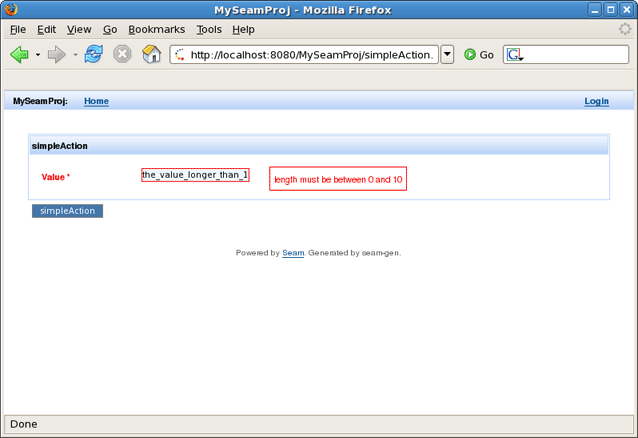 MySeamProj - Mozilla Firefox
File Edit View Go Bookmarks Tools Help
http://localhost:8080/MySeamProj/simpleAction. Go G
MySeamProj: Home Login
simpleAction
Value * the_value_longer_than_1 length must be between 0 and 10
simpleAction
Powered by Seam. Generated by seam-gen.
Done